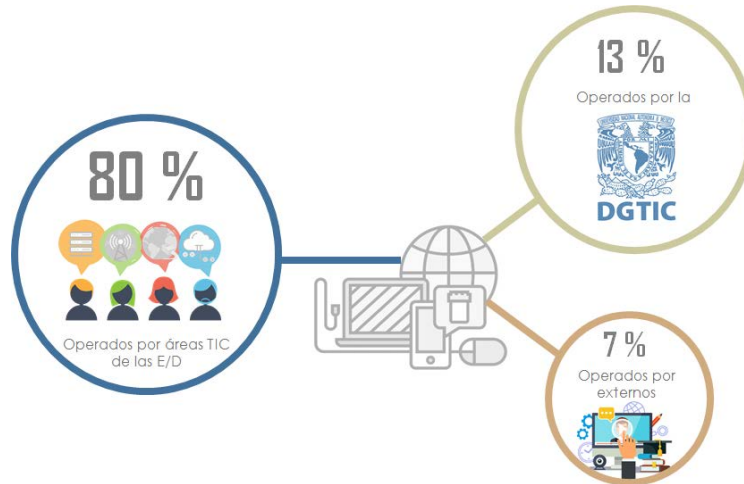 80 %
Operados por áreas TIC
de las E/D
13 %
Operados por la
DGTIC
7 %
Operados por
externos